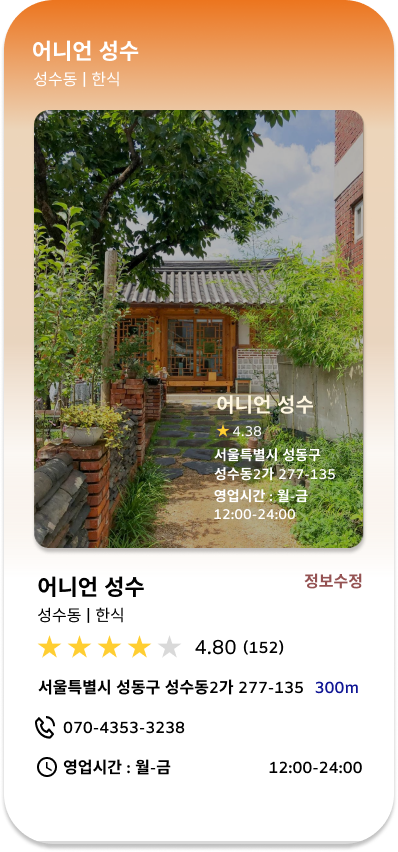 어니언 성수
성수동 | 한식
어니언 성수
4.38
서울특별시 성동구
성수동2가 277-135
영업시간 : 월-금
12:00-24:00
어니언 성수
정보수정
성수동 | 한식
4.80 (152)
서울특별시 성동구 성수동2가 277-135 300m
070-4353-3238
영업시간 : 월-금 12:00-24:00